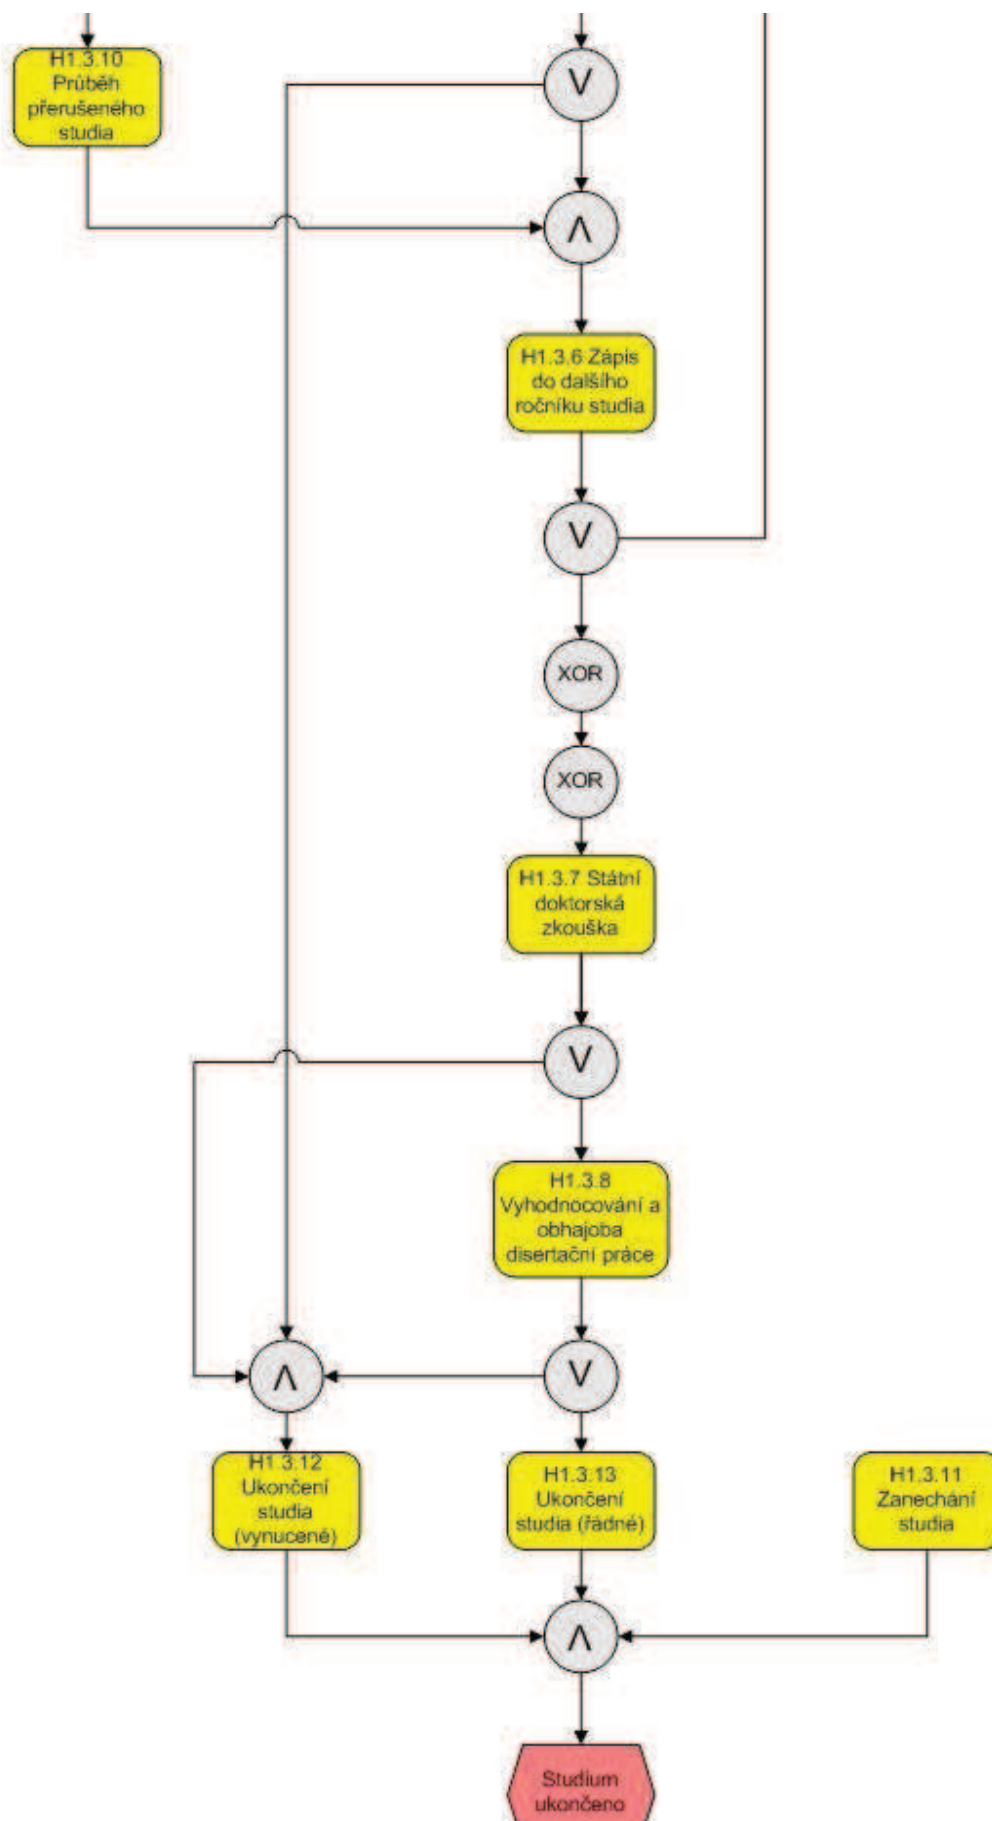 H1.3.10
Průběh
přerušeného
studia
V
Λ
H1.3.6 Zápis
do dalšího
ročníku studia
V
XOR
XOR
H1.3.7 Státní
doktorská
zkouška
V
H1.3.8
Vyhodnocování a
obhajoba
disertační práce
Λ
V
H1.3.12
Ukončení
studia
(vynucené)
H1.3.13
Ukončení
studia (řádné)
H1.3.11
Zanechání
studia
Λ
Studium
ukončeno